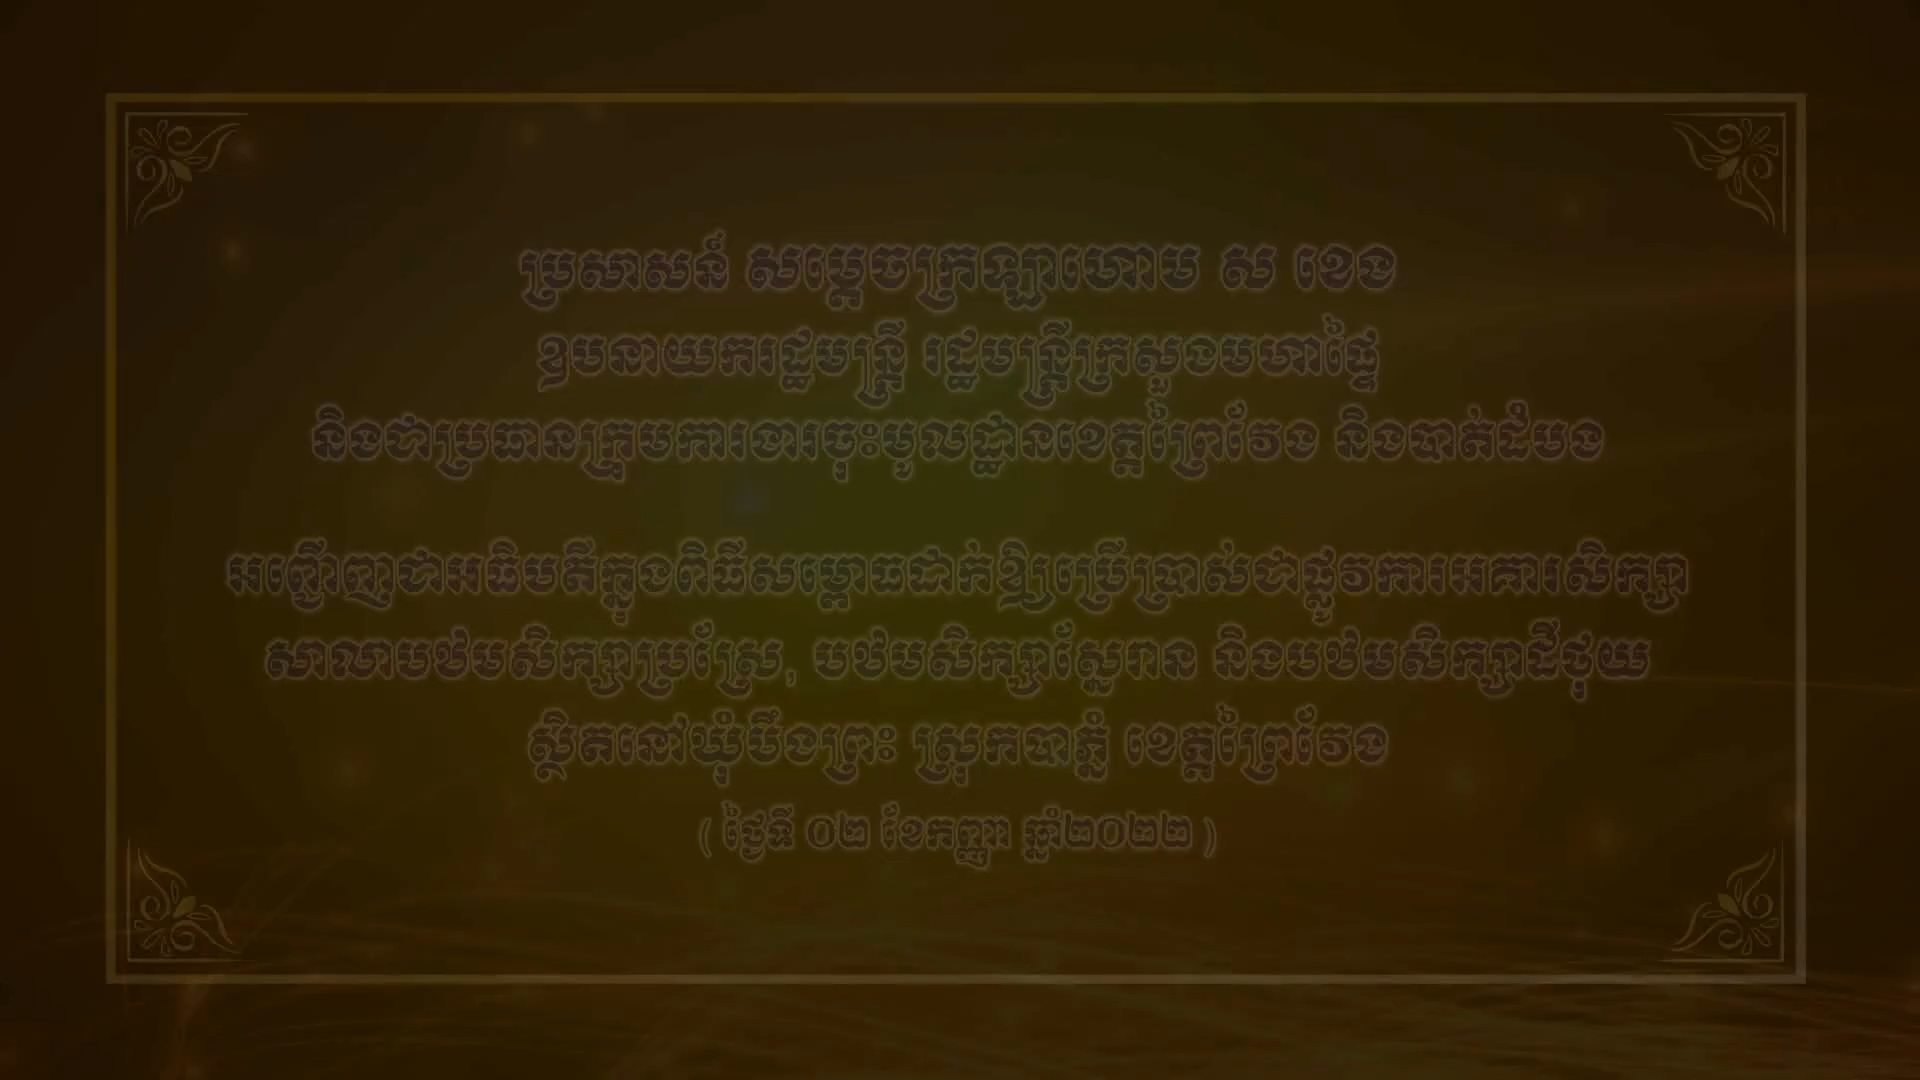 ប្រសាសន៍ សម្តេចក្រឡាហោម ស ខេង
ឧបនាយករដ្ឋមន្ត្រី រដ្ឋមន្ត្រីក្រសួងមហាផ្ទៃ
និងជាប្រធានក្រុមការងារចុះមូលដ្ឋានខេត្តព្រៃវែង និងបាត់ដំបង
អញ្ជើញជាអធិបតីក្នុងពិធីសម្ពោធដាក់ឱ្យប្រើប្រាស់ជាផ្លូវការអគារសិក្សា
សាលាបឋមសិក្សាប្រាំស្រែ, បឋមសិក្សាស្លែពាន និងបឋមសិក្សាឌីទុយ
ស្ថិតនៅឃុំបឹងព្រះ ស្រុកបាភ្នំ ខេត្តព្រៃវែង
( ថ្ងៃទី ០២ ខែកញ្ញា ឆ្នាំ២០២២ )